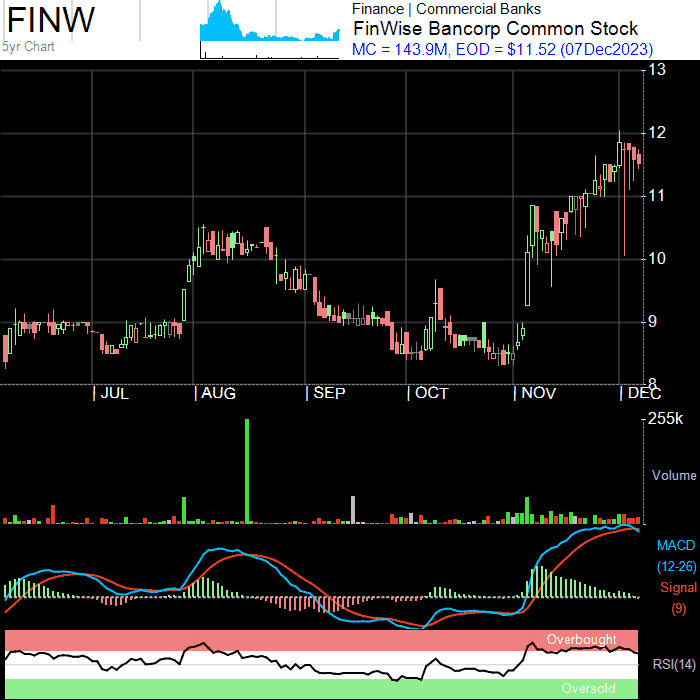 FINW
5yr Chart
Finance | Commercial Banks
FinWise Bancorp Common Stock
MC = 143.9M, EOD = $11.52 (07Dec2023)
13
12
11
10
9
8
| JUL | AUG | SEP | OCT | NOV | DEC
255k
Volume
MACD
(12-26)
Signal
(9)
Overbought
RSI(14)
Oversold